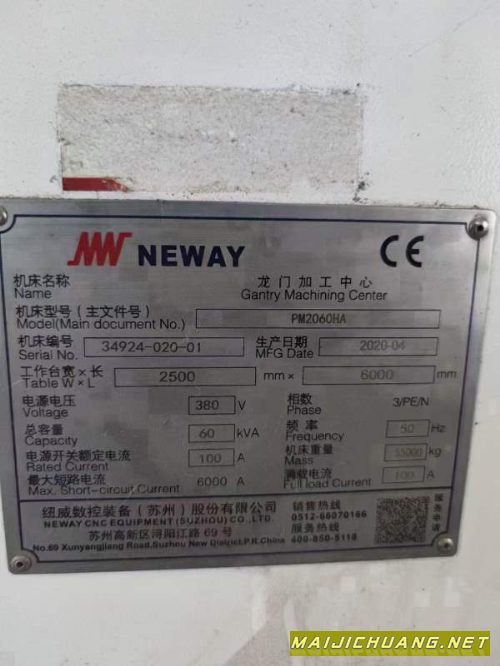 NEWAY
CE
机床名称
Name
龙门加工中心
Gantry Machining Center
机床型号(主文件号)
Model(Main document No.)
PM2060HA
机床编号
Serial No.
34924-020-01
生产日期
MFG Date
2020-04
工作台宽×长
Table W×L
2500
mm×
6000
mm
电源电压
Voltage
380
V
相数
Phase
3/PE/N
总容量
Capacity
60
kVA
频率
Frequency
50
Hz
电源开关额定电流
Rated Current
100
A
机床重量
Mass
55000
kg
最大短路电流
Max. Short-circuit Current
6000
A
满载电流
Full load Current
100
A
纽威数控装备(苏州)股份有限公司
NEWAY CNC EQUIPMENT (SUZHOU) CO.,LTD.
苏州高新区浔阳江路69号
No.69 Xunyangjiang Road,Suzhou New District,P.R.China
销售热线
0512-66070166
服务热线
400-850-5118
服务申请
MAIJICHUANG.NET